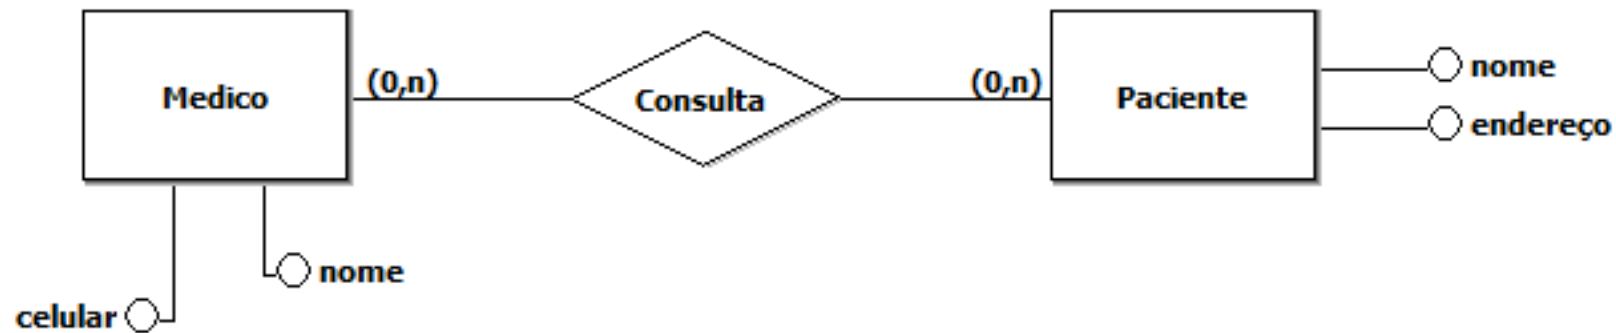 Medico
(0,n)
Consulta
(0,n)
Paciente
nome
endereço
nome
celular